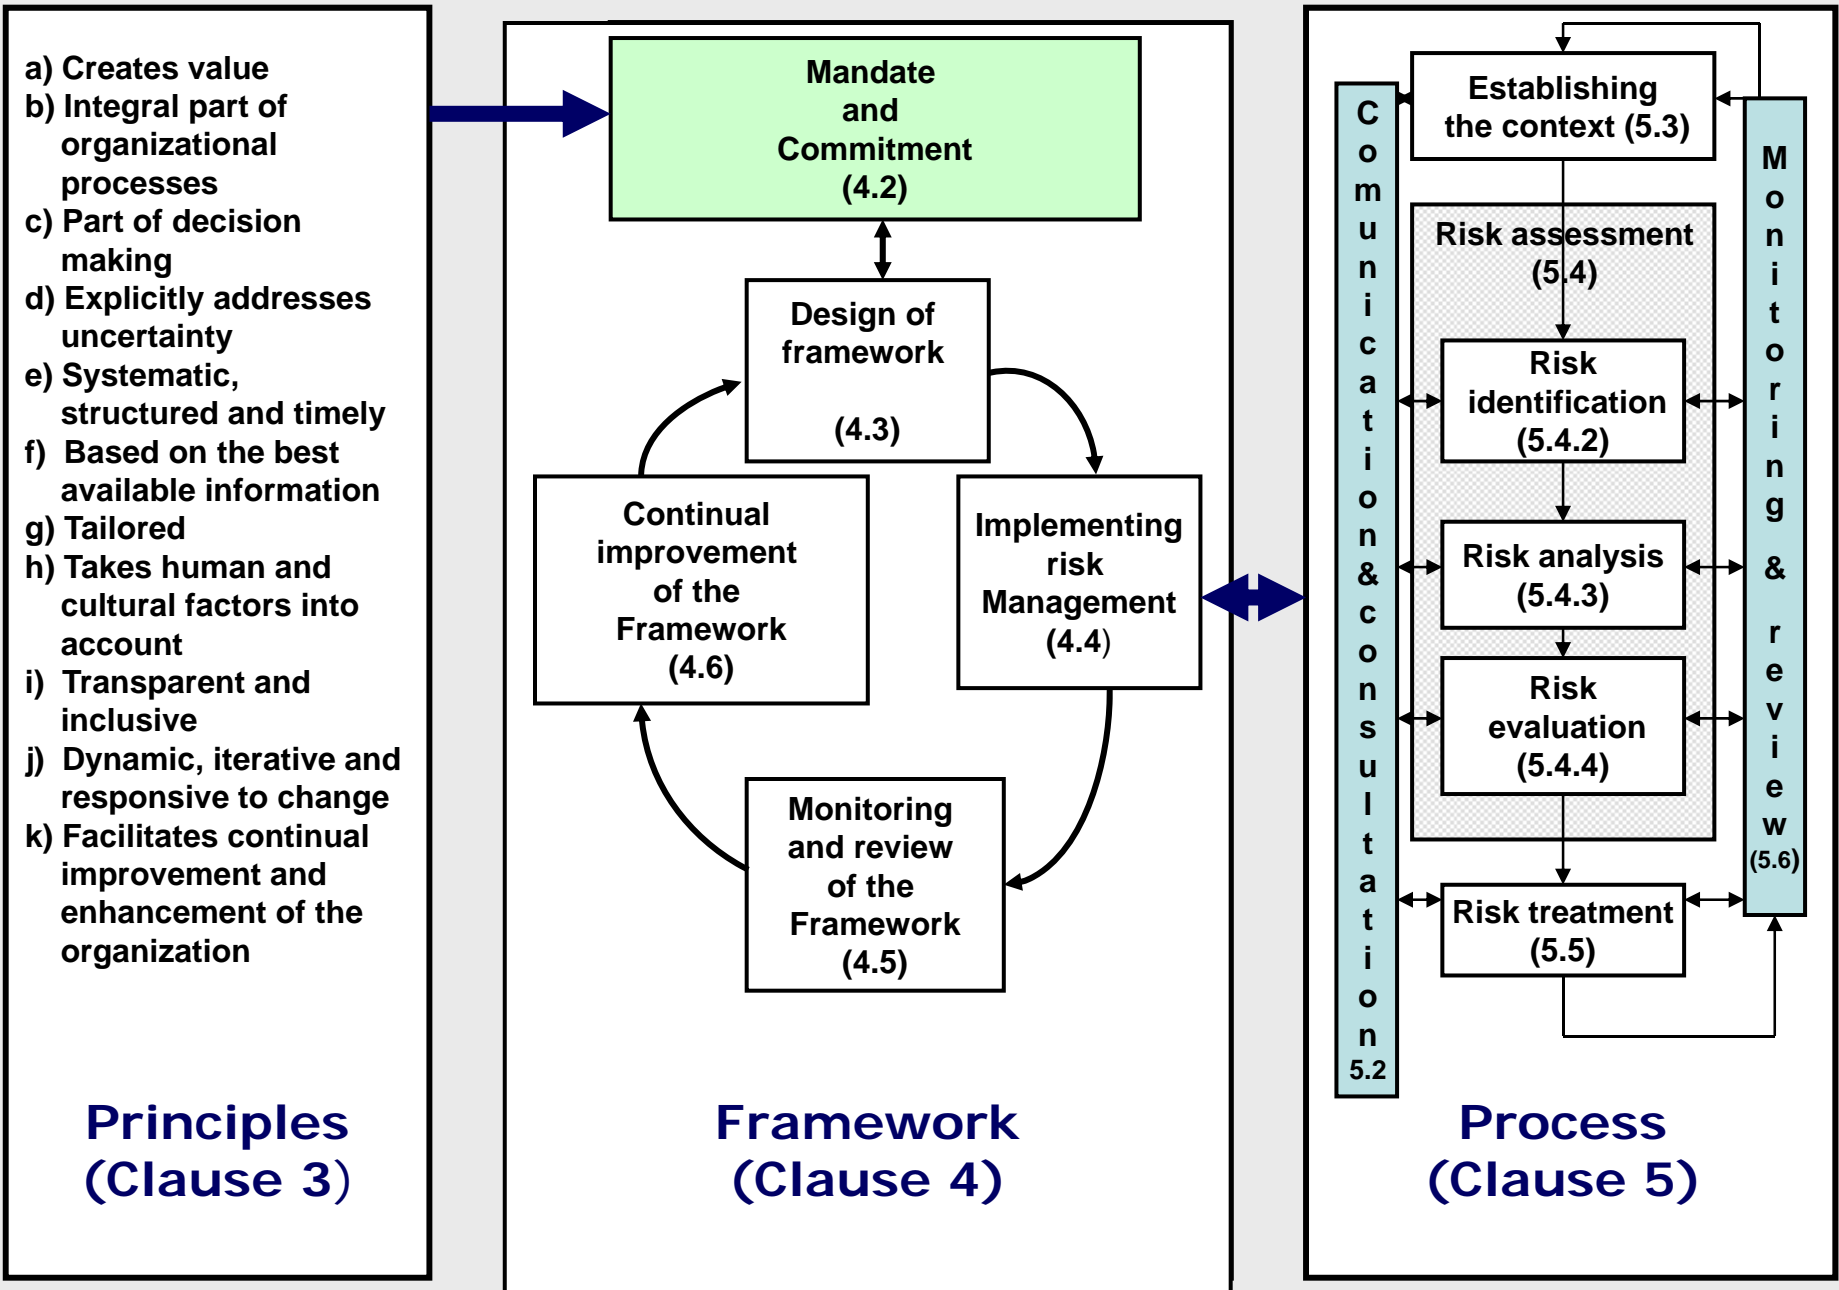 a) Creates value
b) Integral part of
organizational
processes
c) Part of decision
making
d) Explicitly addresses
uncertainty
e) Systematic,
structured and timely
f) Based on the best
available information
g) Tailored
h) Takes human and
cultural factors into
account
i) Transparent and
inclusive
j) Dynamic, iterative and
responsive to change
k) Facilitates continual
improvement and
enhancement of the
organization
Principles
(Clause 3)
Mandate
and
Commitment
(4.2)
Design of
framework
(4.3)
Implementing
risk
Management
(4.4)
Monitoring
and review
of the
Framework
(4.5)
Continual
improvement
of the
Framework
(4.6)
Framework
(Clause 4)
Comunication&consultation
5.2
Establishing
the context (5.3)
Risk assessment
(5.4)
Risk
identification
(5.4.2)
Risk analysis
(5.4.3)
Risk
evaluation
(5.4.4)
Risk treatment
(5.5)
Monitoring & review
(5.6)
Process
(Clause 5)